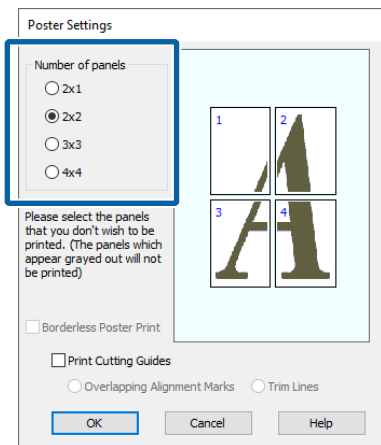 Poster Settings
Number of panels
2x1
2x2
3x3
4x4
1
2
3
4
Please select the panels
that you don't wish to be
printed. (The panels which
appear grayed out will not
be printed)
Borderless Poster Print
Print Cutting Guides
Overlapping Alignment Marks
Trim Lines
OK
Cancel
Help